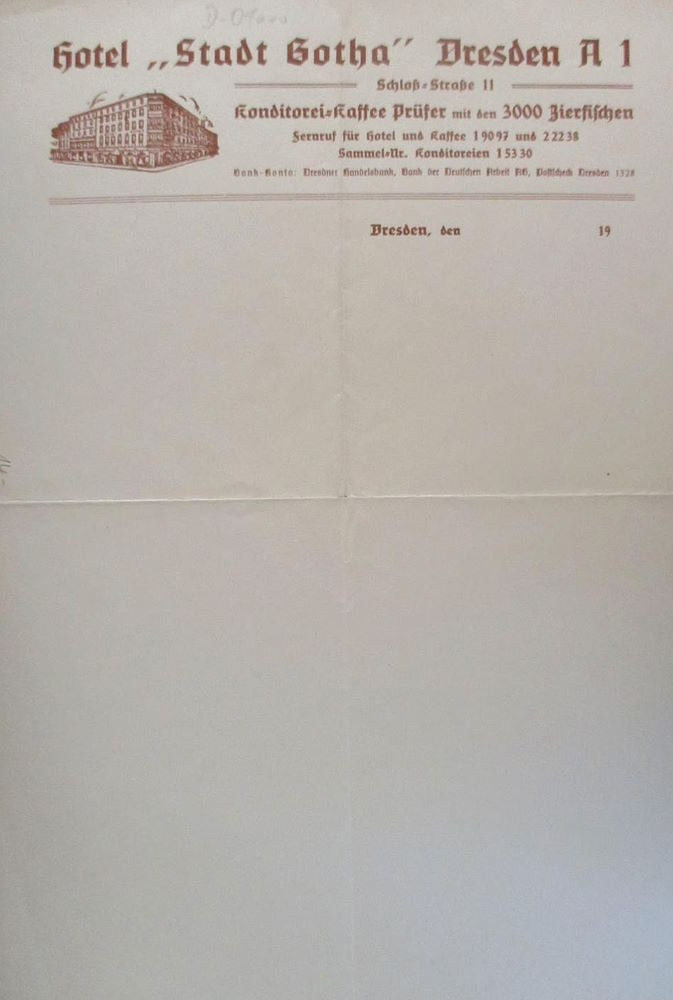 Hotel „Stadt Gotha“ Dresden A 1
Schloß-Straße 11
Konditorei-Kaffee Prüfer mit den 3000 Zierfischen
Fernruf für Hotel und Kaffee 19097 und 22238
Sammel-Nr. Konditoreien 15330
Bank-Konto: Dresdner Handelsbank, Bank der Deutschen Arbeit AG, Postscheck Dresden 1328
Dresden, den 19